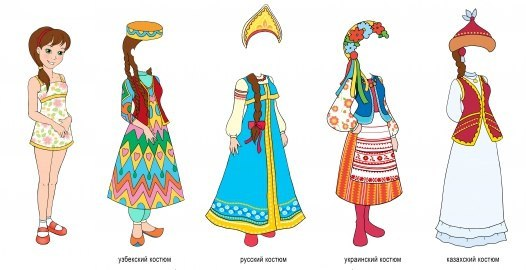 узбекский костюм
русский костюм
украинский костюм
казахский костюм